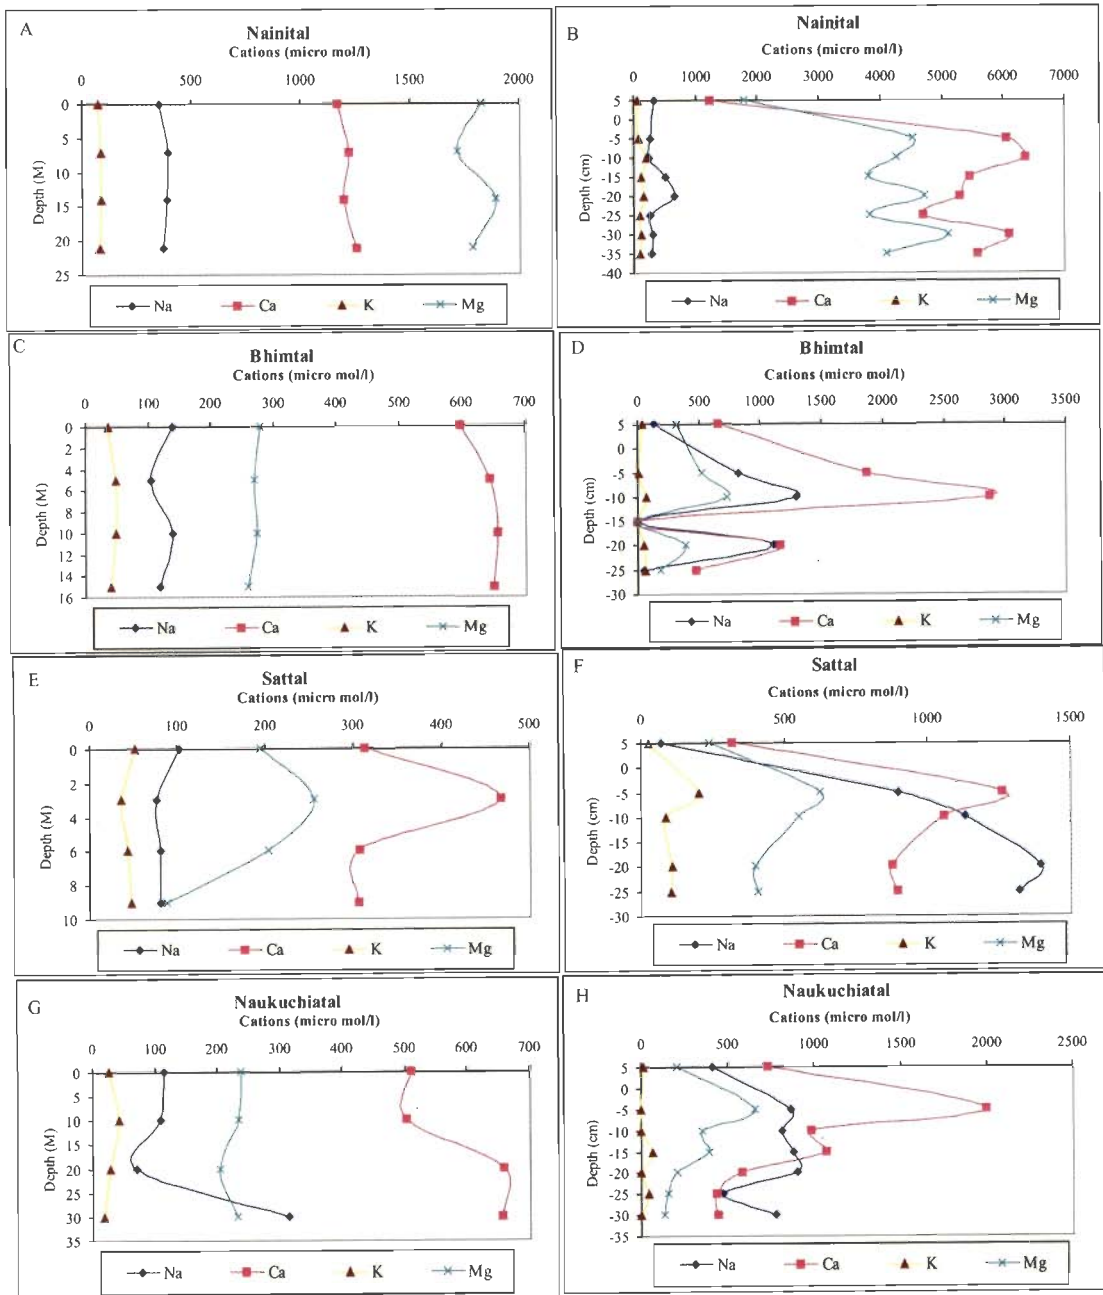 A
Nainital
Cations (micro mol/l)
0 500 1000 1500 2000
0
5
10
15
20
25
Depth (M)
Na Ca K Mg
B
Nainital
Cations (micro mol/l)
0 1000 2000 3000 4000 5000 6000 7000
5
0
-5
-10
-15
-20
-25
-30
-35
-40
Depth (cm)
Na Ca K Mg
C
Bhimtal
Cations (micro mol/l)
0 100 200 300 400 500 600 700
0
2
4
6
8
10
12
14
16
Depth (M)
Na Ca K Mg
D
Bhimtal
Cations (micro mol/l)
0 500 1000 1500 2000 2500 3000 3500
5
0
-5
-10
-15
-20
-25
-30
Depth (cm)
Na Ca K Mg
E
Sattal
Cations (micro mol/l)
0 100 200 300 400 500
0
2
4
6
8
10
Depth (M)
Na Ca K Mg
F
Sattal
Cations (micro mol/l)
0 500 1000 1500
5
0
-5
-10
-15
-20
-25
-30
Depth (cm)
Na Ca K Mg
G
Naukuchiatal
Cations (micro mol/l)
0 100 200 300 400 500 600 700
0
5
10
15
20
25
30
35
Depth (M)
Na Ca K Mg
H
Naukuchiatal
Cations (micro mol/l)
0 500 1000 1500 2000 2500
5
0
-5
-10
-15
-20
-25
-30
-35
Depth (cm)
Na Ca K Mg